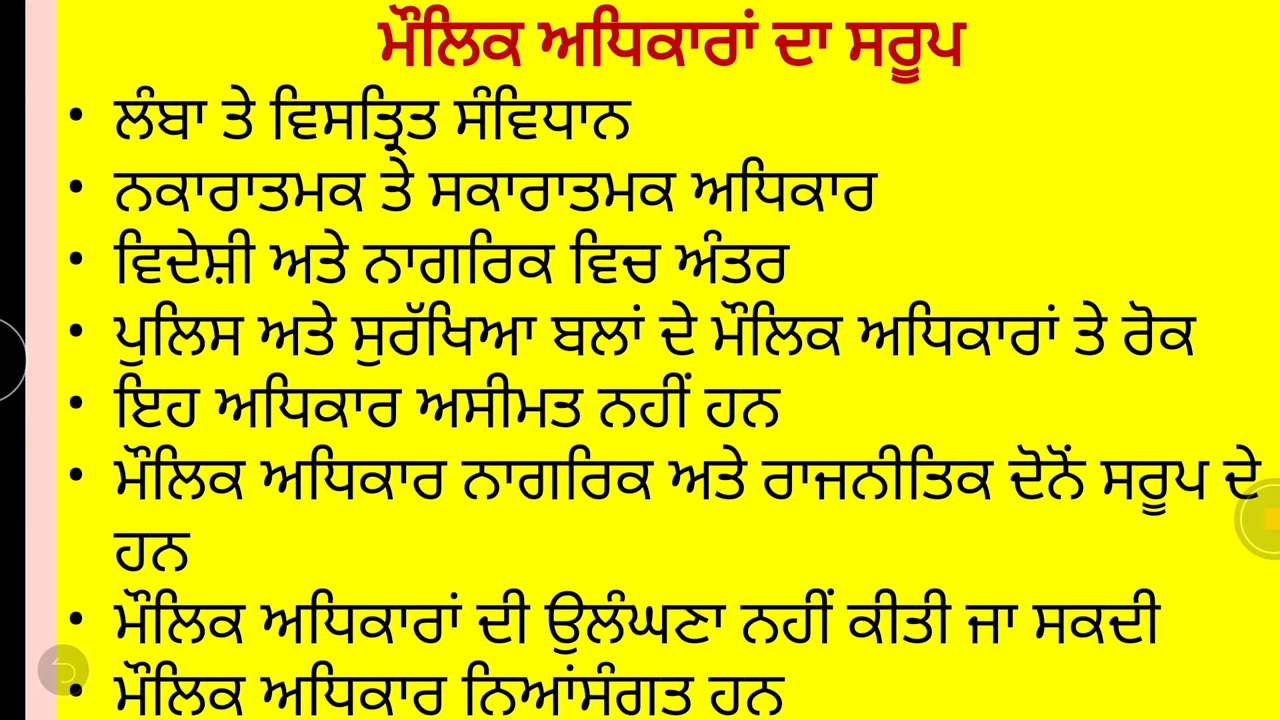 ਮੌਲਿਕ ਅਧਿਕਾਰਾਂ ਦਾ ਸਰੂਪ
• ਲੰਬਾ ਤੇ ਵਿਸਤ੍ਰਿਤ ਸੰਵਿਧਾਨ
• ਨਕਾਰਾਤਮਕ ਤੇ ਸਕਾਰਾਤਮਕ ਅਧਿਕਾਰ
• ਵਿਦੇਸ਼ੀ ਅਤੇ ਨਾਗਰਿਕ ਵਿਚ ਅੰਤਰ
• ਪੁਲਿਸ ਅਤੇ ਸੁਰੱਖਿਆ ਬਲਾਂ ਦੇ ਮੌਲਿਕ ਅਧਿਕਾਰਾਂ ਤੇ ਰੋਕ
• ਇਹ ਅਧਿਕਾਰ ਅਸੀਮਤ ਨਹੀਂ ਹਨ
• ਮੌਲਿਕ ਅਧਿਕਾਰ ਨਾਗਰਿਕ ਅਤੇ ਰਾਜਨੀਤਿਕ ਦੋਨੋਂ ਸਰੂਪ ਦੇ
ਹਨ
• ਮੌਲਿਕ ਅਧਿਕਾਰਾਂ ਦੀ ਉਲੰਘਣਾ ਨਹੀਂ ਕੀਤੀ ਜਾ ਸਕਦੀ
• ਮੌਲਿਕ ਅਧਿਕਾਰ ਨਿਆਂਸੰਗਤ ਹਨ